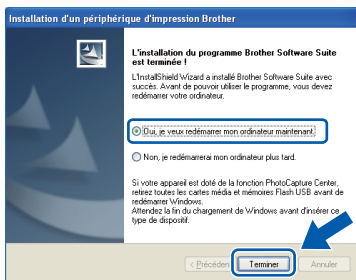 Installation d'un périphérique d'impression Brother
L'installation du programme Brother Software Suite
est terminée !
L'InstallShield Wizard a installé Brother Software Suite avec
succès. Avant de pouvoir utiliser le programme, vous devez
redémarrer votre ordinateur.
Oui, je veux redémarrer mon ordinateur maintenant.
Non, je redémarrerai mon ordinateur plus tard.
Si votre appareil est doté de la fonction PhotoCapture Center,
retirez toutes les cartes média et mémoires Flash USB avant de
redémarrer Windows.
Attendez la fin du chargement de Windows avant d'insérer ce
type de dispositif.
< Précéden
Terminer
Annuler